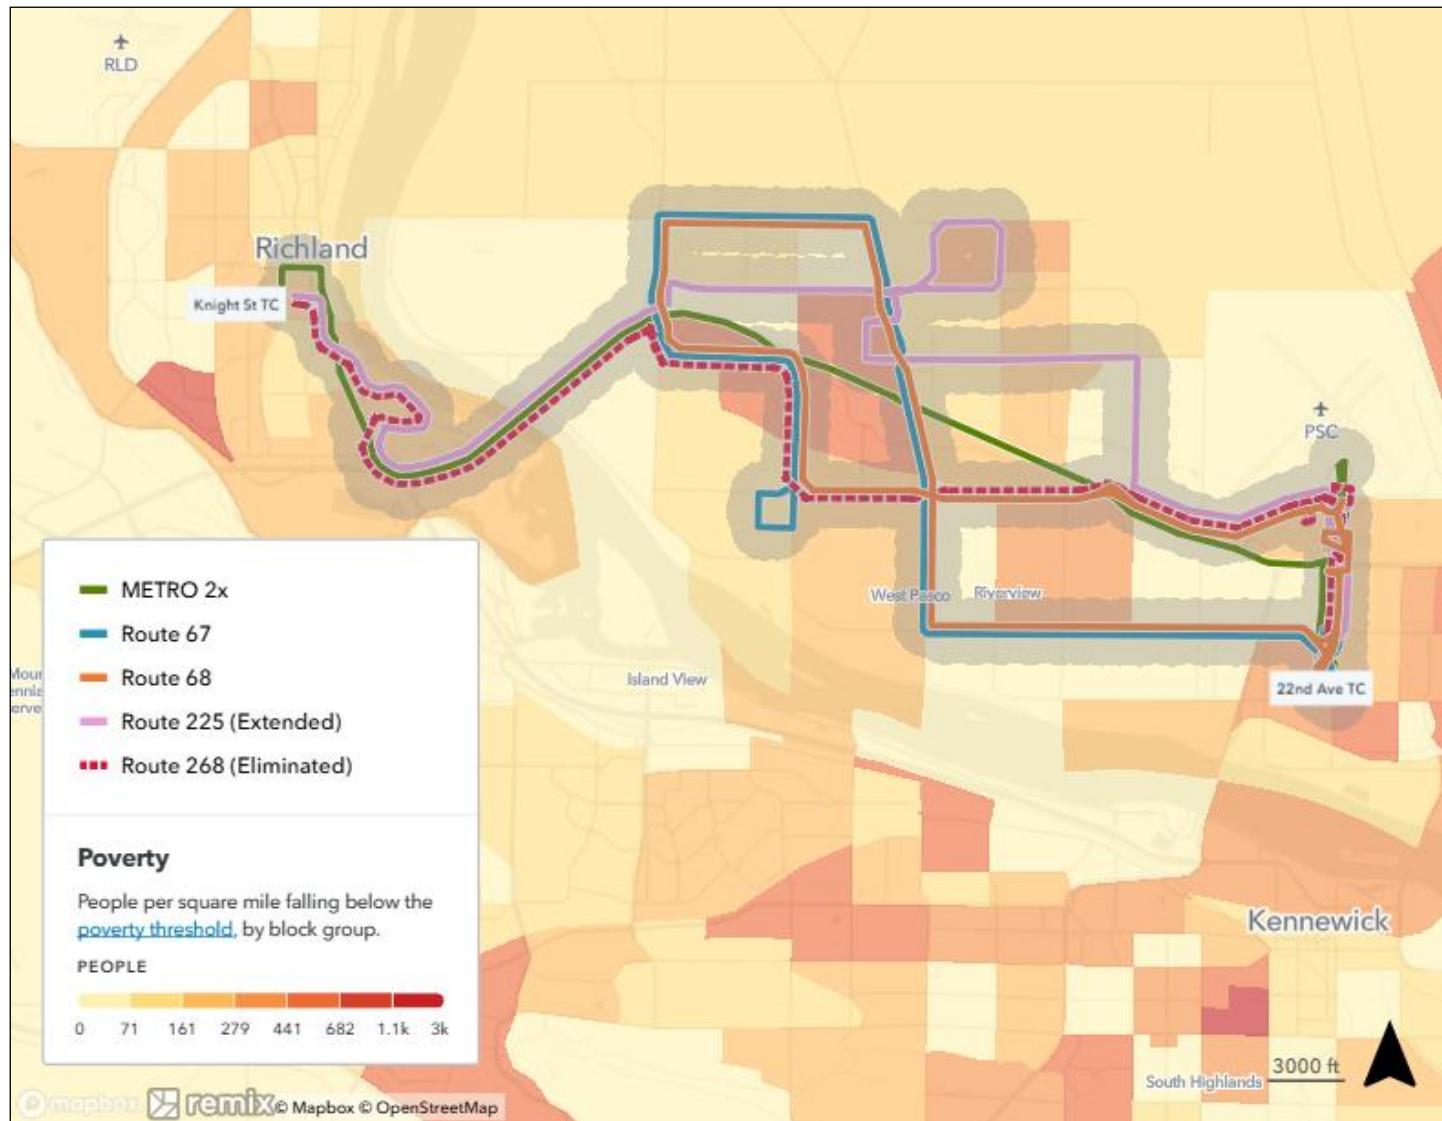 RLD
Richland
Knight St TC
PSC
METRO 2x
Route 67
Route 68
Route 225 (Extended)
Route 268 (Eliminated)
West Pasco
Riverview
Island View
22nd Ave TC
Poverty
People per square mile falling below the
poverty threshold, by block group.
PEOPLE
0 71 161 279 441 682 1.1k 3k
Kennewick
South Highlands
3000 ft
mapbox remix © Mapbox © OpenStreetMap